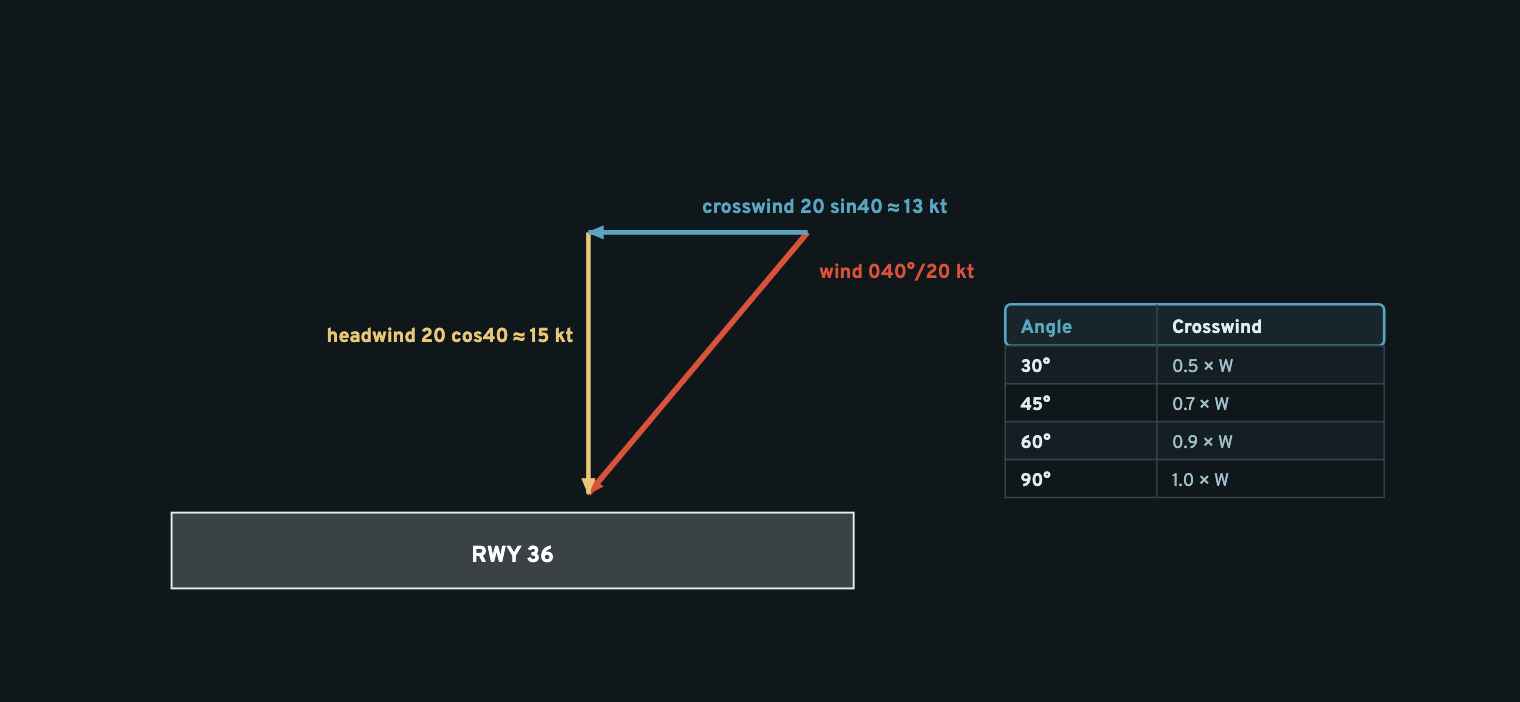 crosswind 20 sin40 ≈ 13 kt
wind 040°/20 kt
headwind 20 cos40 ≈ 15 kt
RWY 36
Angle Crosswind
30° 0.5 × W
45° 0.7 × W
60° 0.9 × W
90° 1.0 × W